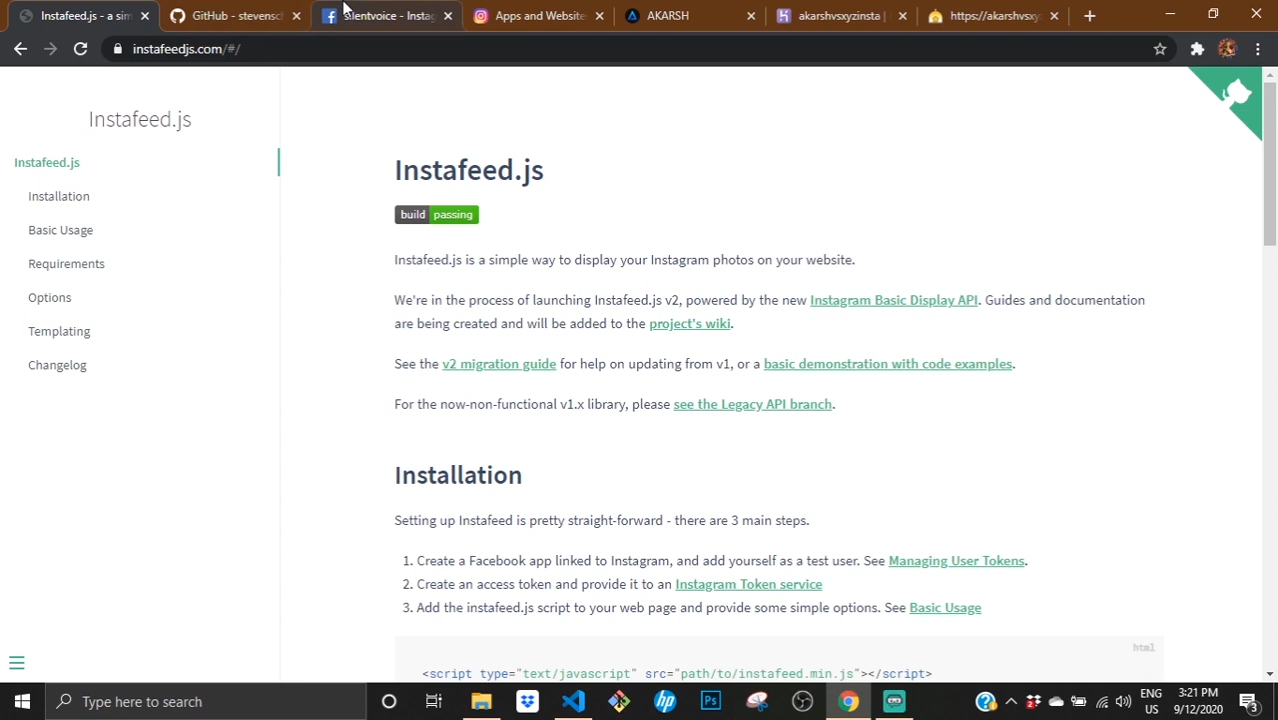 Instafeed.js - a sim
GitHub - stevensch
silentvoice - Instag
Apps and Website
AKARSH
akarshvsxyzinsta |
https://akarshvsxy
instafeedjs.com/#/
Instafeed.js
Instafeed.js
Installation
Basic Usage
Requirements
Options
Templating
Changelog
Instafeed.js
build passing
Instafeed.js is a simple way to display your Instagram photos on your website.
We're in the process of launching Instafeed.js v2, powered by the new Instagram Basic Display API. Guides and documentation
are being created and will be added to the project's wiki.
See the v2 migration guide for help on updating from v1, or a basic demonstration with code examples.
For the now-non-functional v1.x library, please see the Legacy API branch.
Installation
Setting up Instafeed is pretty straight-forward - there are 3 main steps.
1. Create a Facebook app linked to Instagram, and add yourself as a test user. See Managing User Tokens.
2. Create an access token and provide it to an Instagram Token service
3. Add the instafeed.js script to your web page and provide some simple options. See Basic Usage
html
<script type="text/javascript" src="path/to/instafeed.min.js"></script>
Type here to search
hp
Ps
ENG
US
3:21 PM
9/12/2020
3